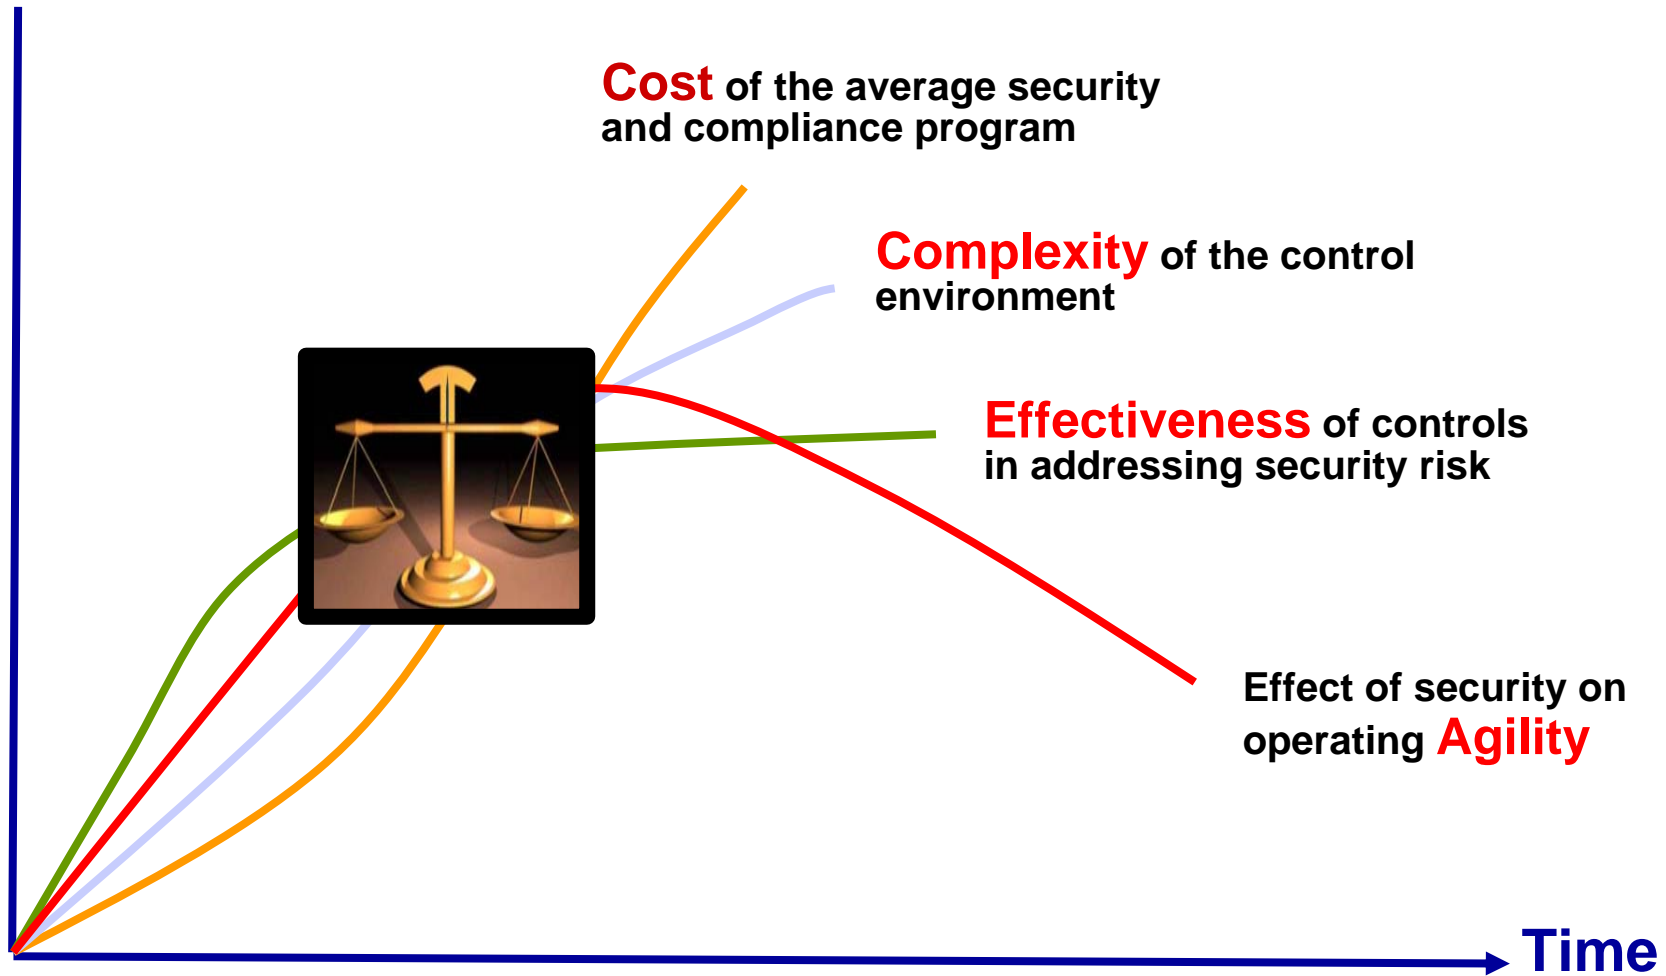 Cost of the average security
and compliance program
Complexity of the control
environment
Effectiveness of controls
in addressing security risk
Effect of security on
operating Agility
Time